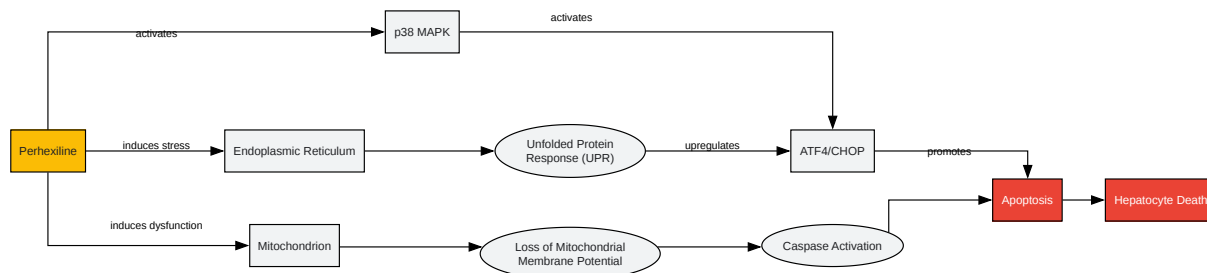 activates
p38 MAPK
activates
Perhexiline
induces stress
Endoplasmic Reticulum
Unfolded Protein
Response (UPR)
upregulates
ATF4/CHOP
promotes
induces dysfunction
Mitochondrion
Loss of Mitochondrial
Membrane Potential
Caspase Activation
Apoptosis
Hepatocyte Death